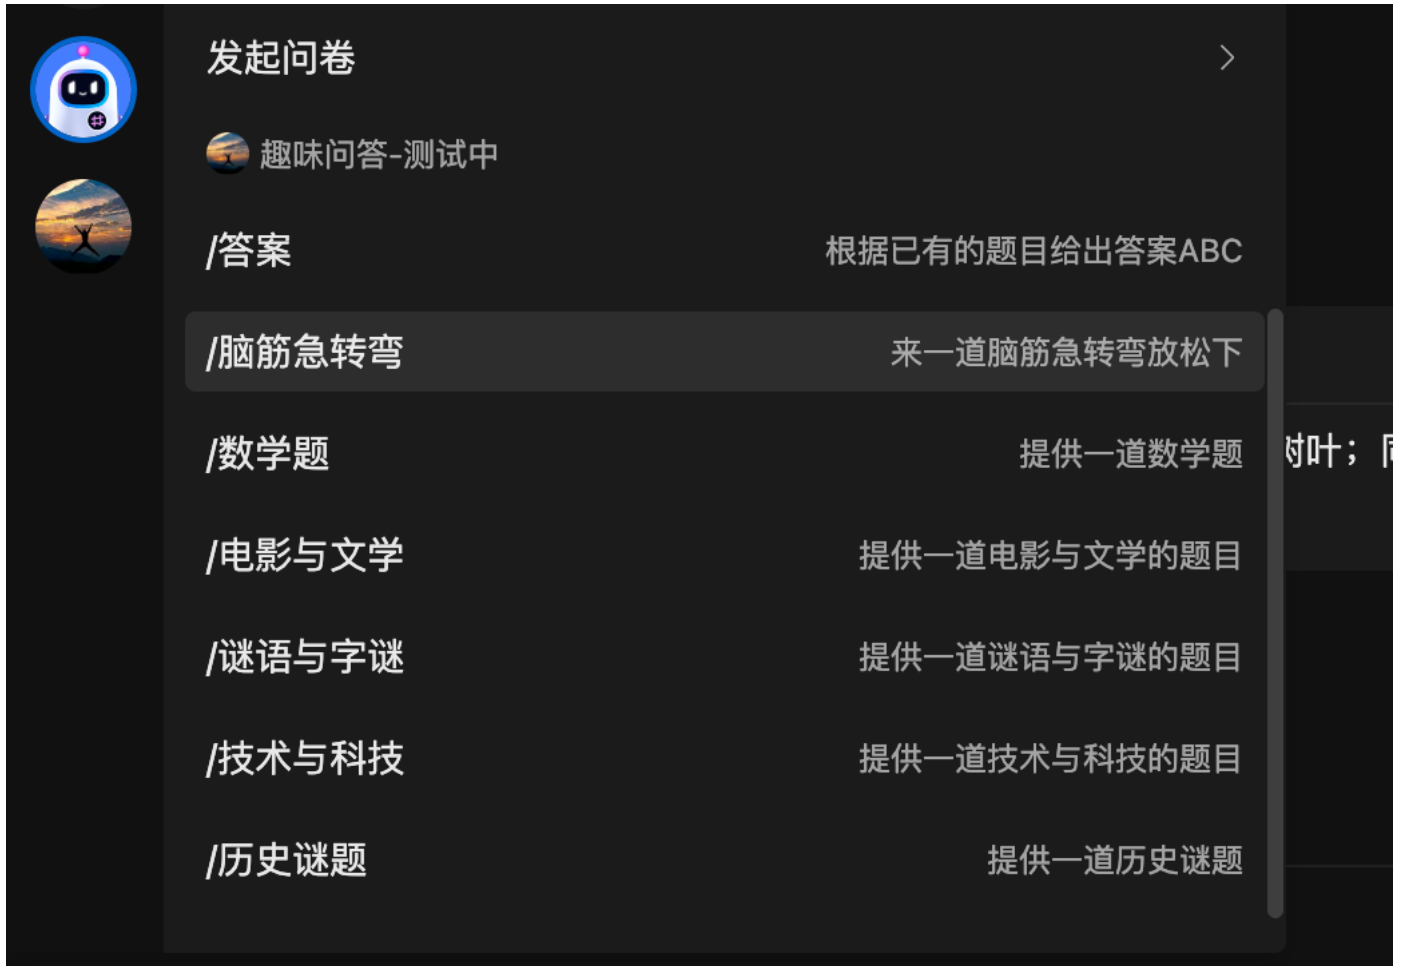 发起问卷
趣味问答-测试中
/答案 根据已有的题目给出答案ABC
/脑筋急转弯 来一道脑筋急转弯放松下
/数学题 提供一道数学题
树叶；同
/电影与文学 提供一道电影与文学的题目
/谜语与字谜 提供一道谜语与字谜的题目
/技术与科技 提供一道技术与科技的题目
/历史谜题 提供一道历史谜题